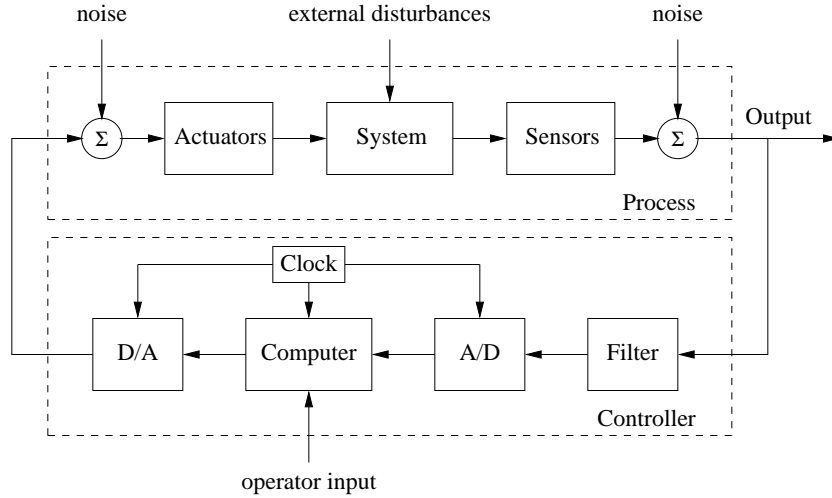 noise
external disturbances
noise
Output
Σ
Actuators
System
Sensors
Σ
Process
Clock
D/A
Computer
A/D
Filter
Controller
operator input